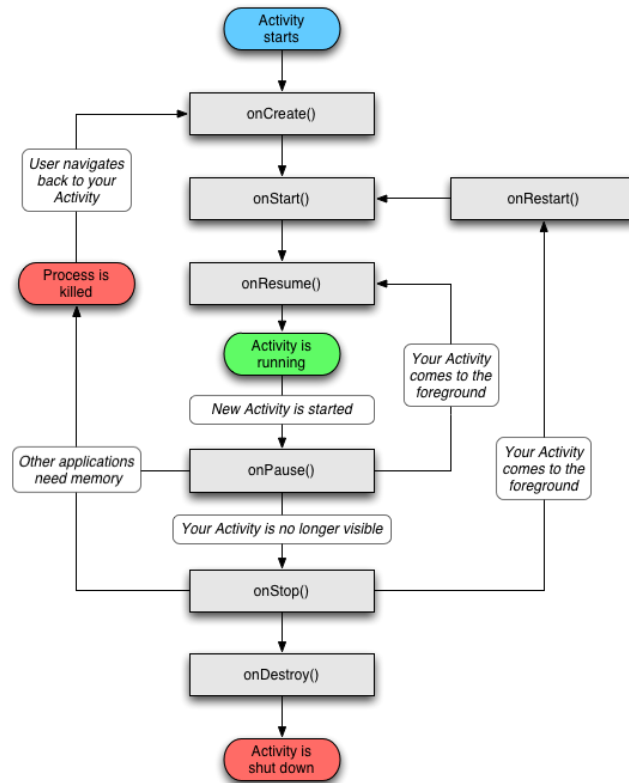 Activity
starts
onCreate()
User navigates
back to your
Activity
onStart()
onRestart()
Process is
killed
onResume()
Activity is
running
Your Activity
comes to the
foreground
New Activity is started
Other applications
need memory
onPause()
Your Activity
comes to the
foreground
Your Activity is no longer visible
onStop()
onDestroy()
Activity is
shut down